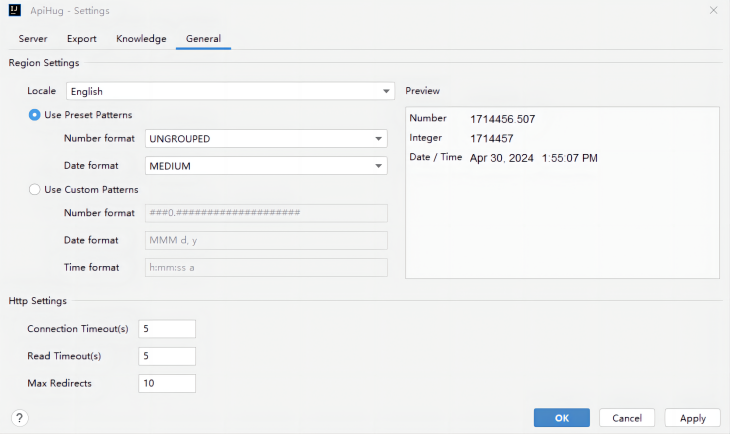 ApiHug - Settings
Server Export Knowledge General
Region Settings
Locale English Preview
Use Preset Patterns
Number format UNGROUPED
Date format MEDIUM
Use Custom Patterns
Number format ###0.####################
Date format MMM d, y
Time format h:mm:ss a
Number 1714456.507
Integer 1714457
Date / Time Apr 30, 2024 1:55:07 PM
Http Settings
Connection Timeout(s) 5
Read Timeout(s) 5
Max Redirects 10
? OK Cancel Apply